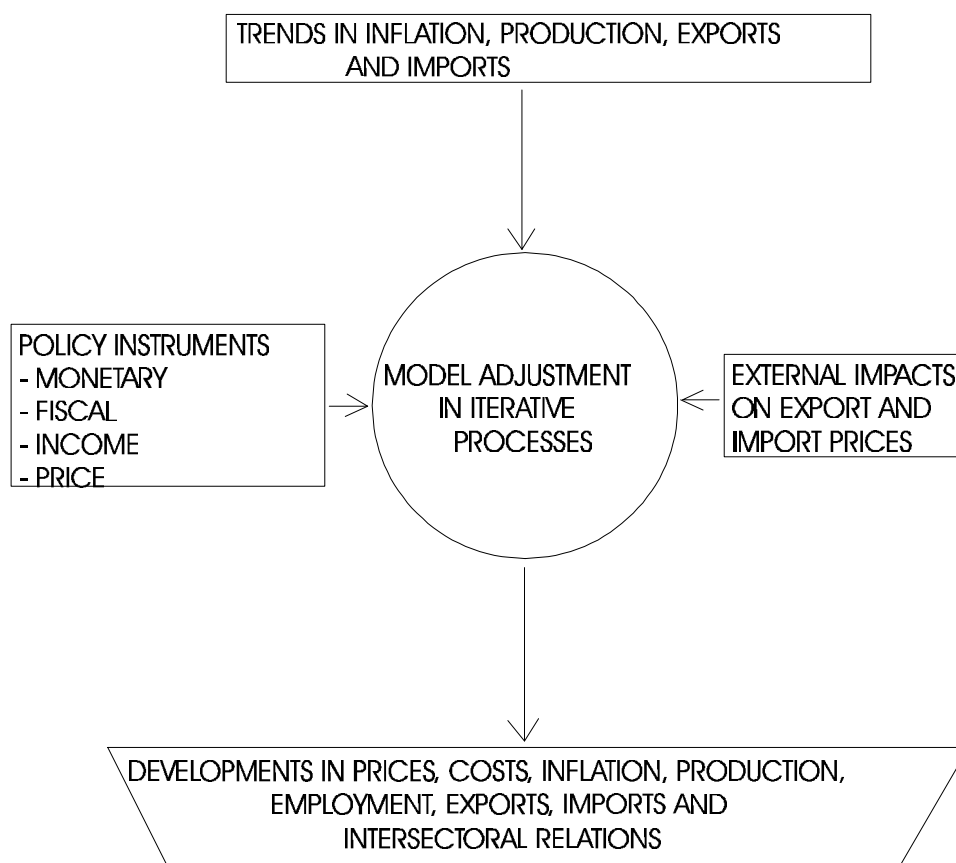 TRENDS IN INFLATION, PRODUCTION, EXPORTS
AND IMPORTS
POLICY INSTRUMENTS
- MONETARY
- FISCAL
- INCOME
- PRICE
MODEL ADJUSTMENT
IN ITERATIVE
PROCESSES
EXTERNAL IMPACTS
ON EXPORT AND
IMPORT PRICES
DEVELOPMENTS IN PRICES, COSTS, INFLATION, PRODUCTION,
EMPLOYMENT, EXPORTS, IMPORTS AND
INTERSECTORAL RELATIONS